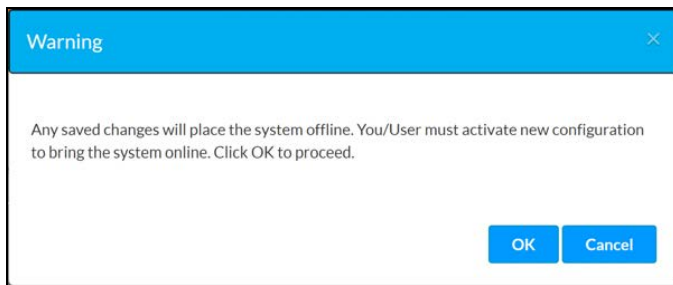 Warning
Any saved changes will place the system offline. You/User must activate new configuration
to bring the system online. Click OK to proceed.
OK Cancel